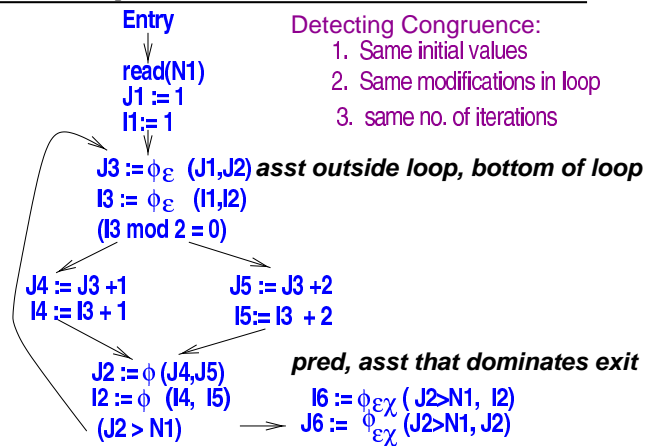 Entry
Detecting Congruence:
1. Same initial values
2. Same modifications in loop
3. same no. of iterations
read(N1)
J1 := 1
I1:= 1
J3 := ϕε (J1,J2) asst outside loop, bottom of loop
I3 := ϕε (I1,I2)
(I3 mod 2 = 0)
J4 := J3 +1
I4 := I3 + 1
J5 := J3 +2
I5:= I3 + 2
J2 := ϕ (J4,J5)
I2 := ϕ (I4, I5)
(J2 > N1)
pred, asst that dominates exit
I6 := ϕεχ ( J2>N1, I2)
J6 := ϕεχ (J2>N1, J2)